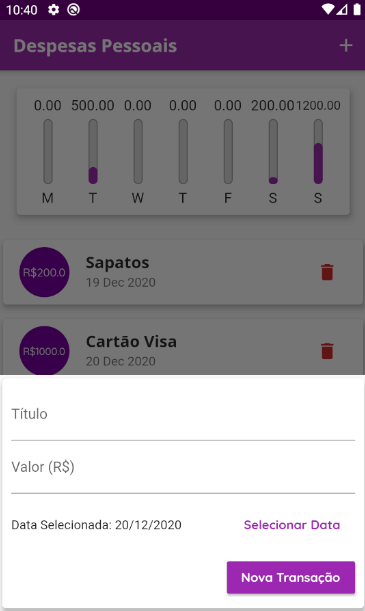 10:40
Despesas Pessoais
0.00 500.00 0.00 0.00 0.00 200.00 1200.00
M T W T F S S
R$200.0
Sapatos
19 Dec 2020
R$1000.0
Cartão Visa
20 Dec 2020
Título
Valor (R$)
Data Selecionada: 20/12/2020 Selecionar Data
Nova Transação